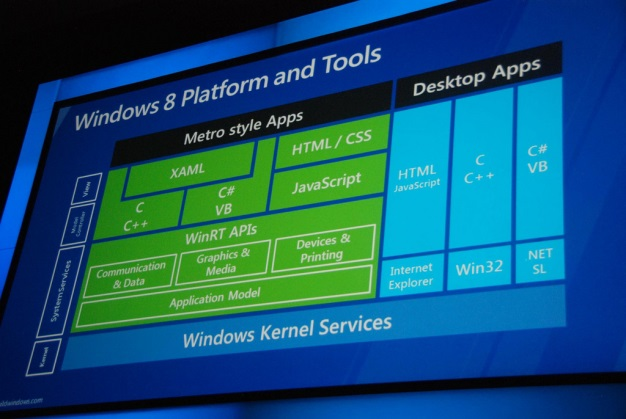 Windows 8 Platform and Tools
Metro style Apps
Desktop Apps
View
Model
Controller
System Services
Kernel
XAML
HTML / CSS
C
C++
C#
VB
JavaScript
HTML
JavaScript
C
C++
C#
VB
WinRT APIs
Communication
& Data
Graphics &
Media
Devices &
Printing
Application Model
Internet
Explorer
Win32
.NET
SL
Windows Kernel Services